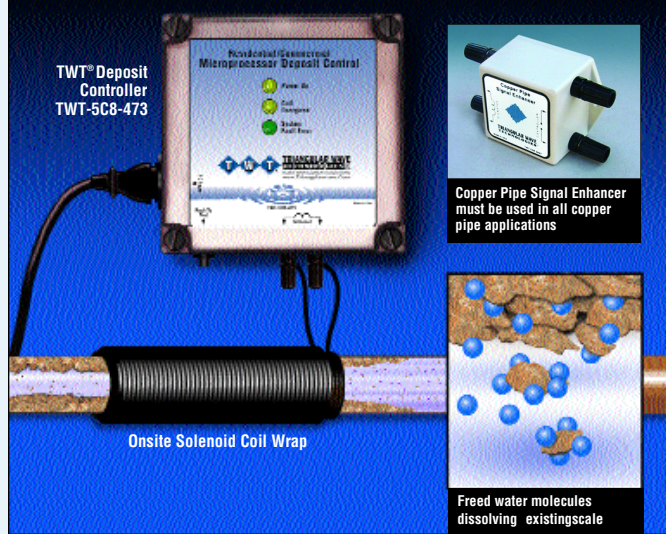 TWT® Deposit
Controller
TWT-5C8-473
Residential/Commercial
Microprocessor Deposit Control
Power On
Coil
System
Fault Free
TWT
TRIANGULAR WAVE
Copper Pipe
Signal Enhancer
Copper Pipe Signal Enhancer
must be used in all copper
pipe applications
Onsite Solenoid Coil Wrap
Freed water molecules
dissolving existingscale